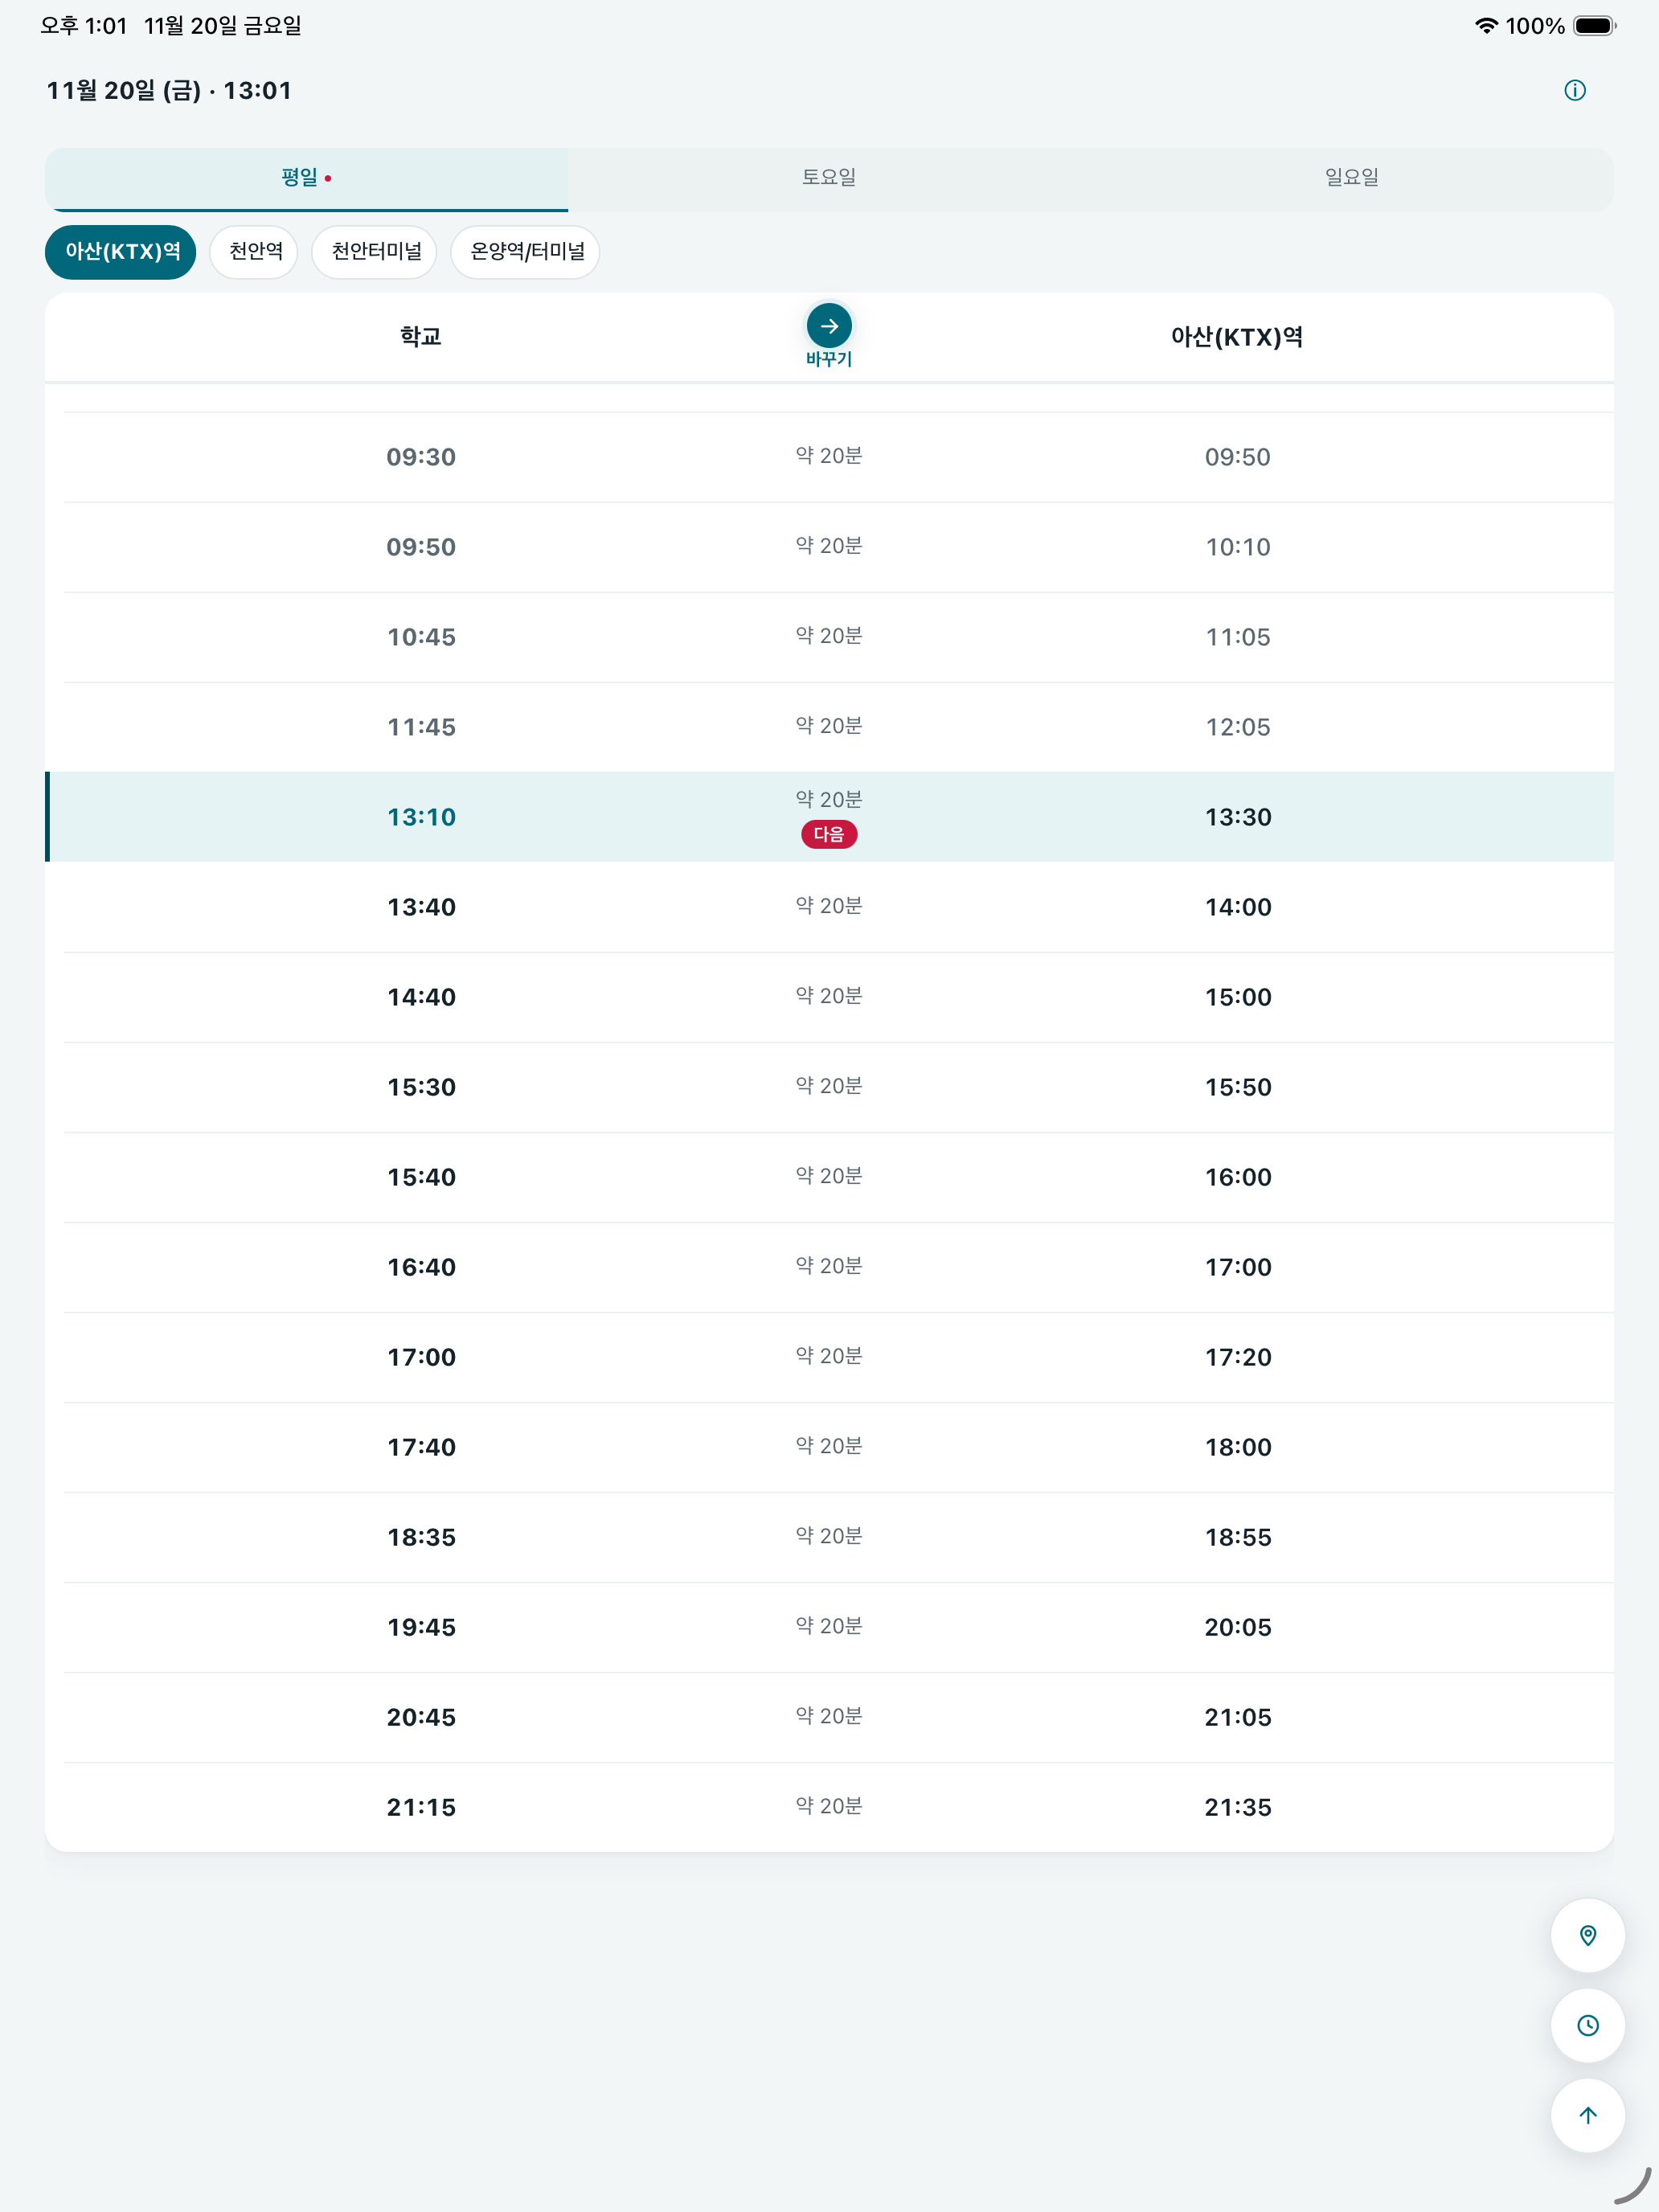 오후 1:01 11월 20일 금요일 100%
11월 20일 (금) · 13:01
평일 토요일 일요일
아산(KTX)역 천안역 천안터미널 온양역/터미널
학교 바꾸기 아산(KTX)역
09:30 약 20분 09:50
09:50 약 20분 10:10
10:45 약 20분 11:05
11:45 약 20분 12:05
13:10 약 20분 다음 13:30
13:40 약 20분 14:00
14:40 약 20분 15:00
15:30 약 20분 15:50
15:40 약 20분 16:00
16:40 약 20분 17:00
17:00 약 20분 17:20
17:40 약 20분 18:00
18:35 약 20분 18:55
19:45 약 20분 20:05
20:45 약 20분 21:05
21:15 약 20분 21:35